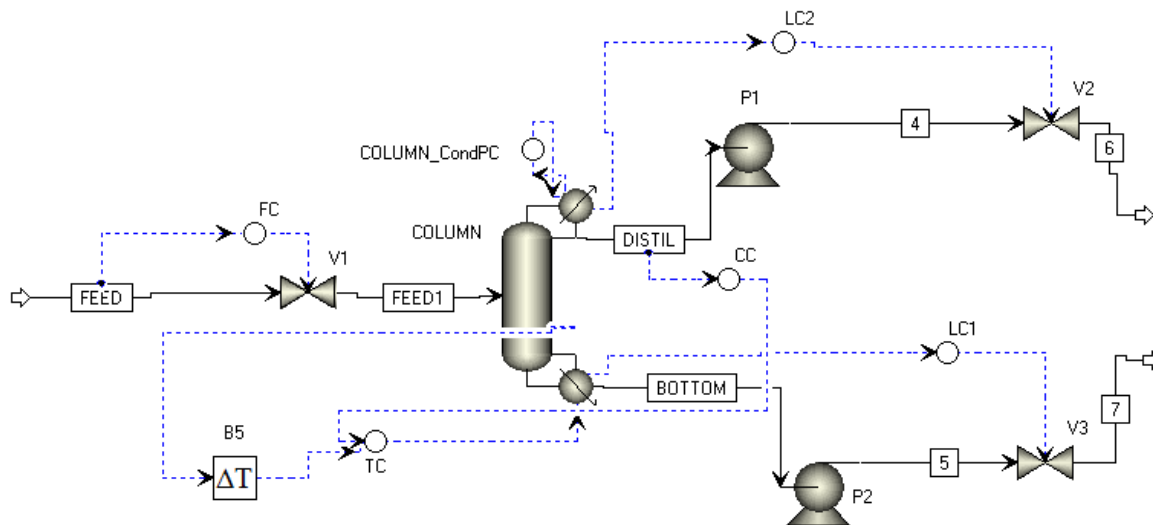 LC2
V2
P1
4
6
COLUMN_CondPC
FC
COLUMN
DISTIL
CC
V1
FEED
FEED1
LC1
BOTTOM
7
B5
V3
ΔT
TC
5
P2